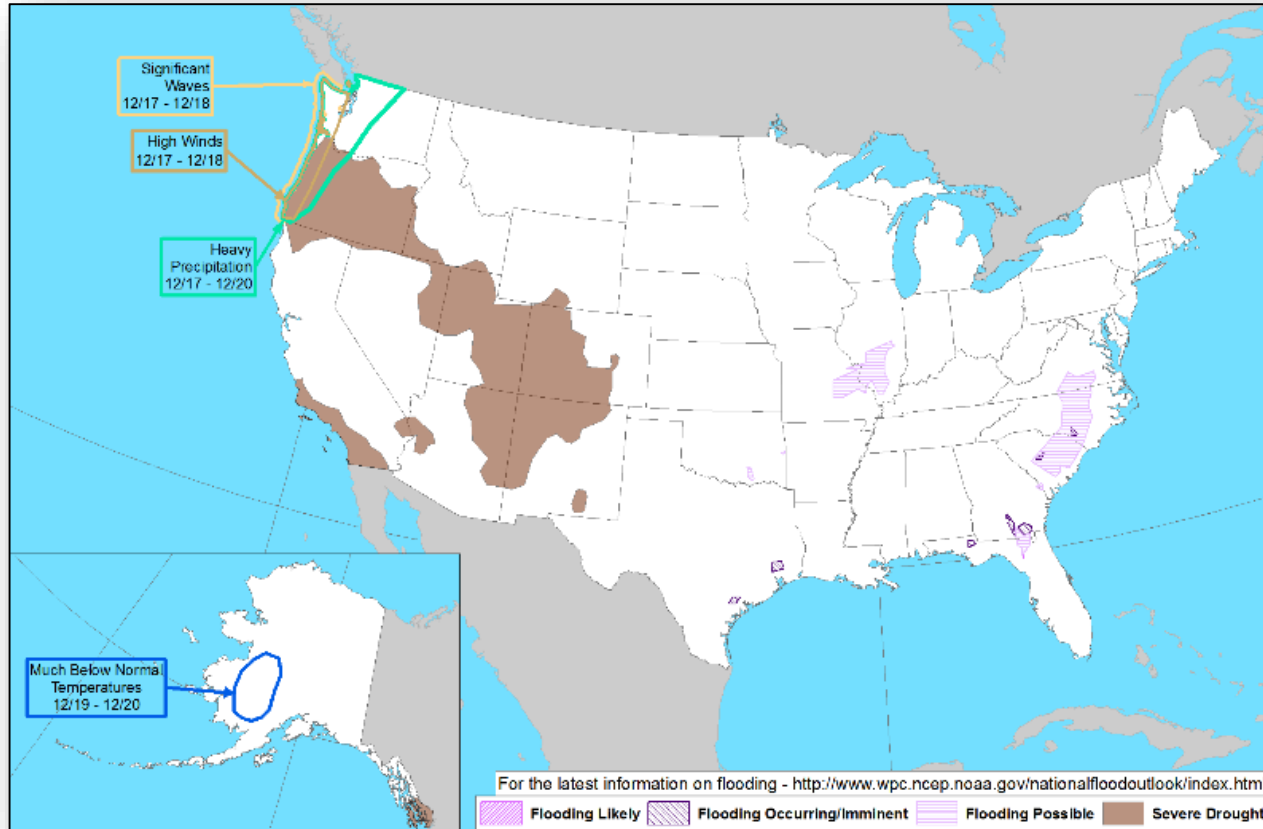 Significant
Waves
12/17 - 12/18
High Winds
12/17 - 12/18
Heavy
Precipitation
12/17 - 12/20
Much Below Normal
Temperatures
12/19 - 12/20
For the latest information on flooding - http://www.wpc.ncep.noaa.gov/nationalfloodoutlook/index.htm
Flooding Likely
Flooding Occurring/Imminent
Flooding Possible
Severe Drought